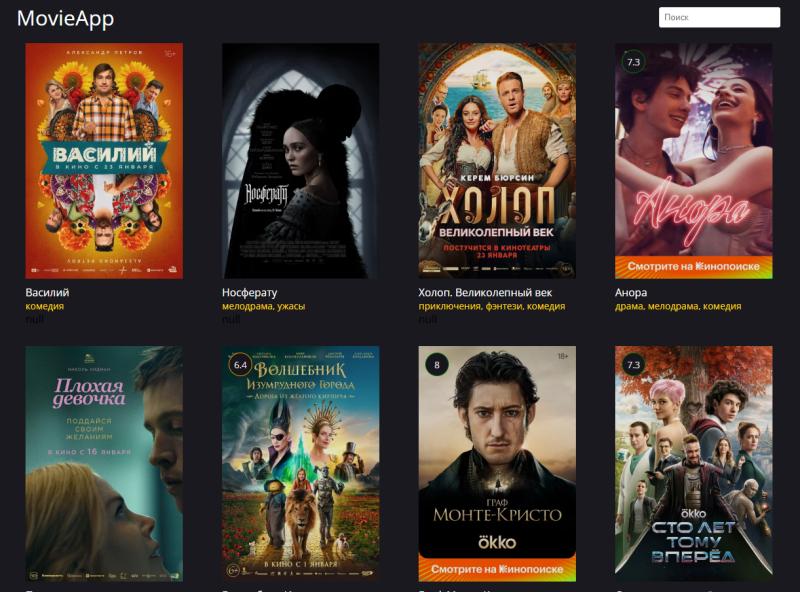 MovieApp
Поиск
АЛЕКСАНДР ПЕТРОВ
16+
ВАСИЛИЙ
В КИНО С 23 ЯНВАРЯ
Василий
комедия
null
Носферату
Носферату
мелодрама, ужасы
null
КЕРЕМ БЮРСИН
ХОЛОП
ВЕЛИКОЛЕПНЫЙ ВЕК
ПОСТУЧИТСЯ В КИНОТЕАТРЫ
23 ЯНВАРЯ
Холоп. Великолепный век
приключения, фэнтези, комедия
null
7.3
Анора
Смотрите на Кинопоиске
Анора
драма, мелодрама, комедия
НИКОЛЬ КИДМАН
Плохая
девочка
ПОДДАЙСЯ
СВОИМ
ЖЕЛАНИЯМ
В КИНО С 16 ЯНВАРЯ
6.4
ВОЛШЕБНИК
ИЗУМРУДНОГО ГОРОДА
ДОРОГА ИЗ ЖЁЛТОГО КИРПИЧА
6+
В КИНО С 1 ЯНВАРЯ
8
18+
ГРАФ
МОНТЕ-КРИСТО
ökko
Смотрите на Кинопоиске
7.3
ökko
СТО ЛЕТ
ТОМУ
ВПЕРЁД